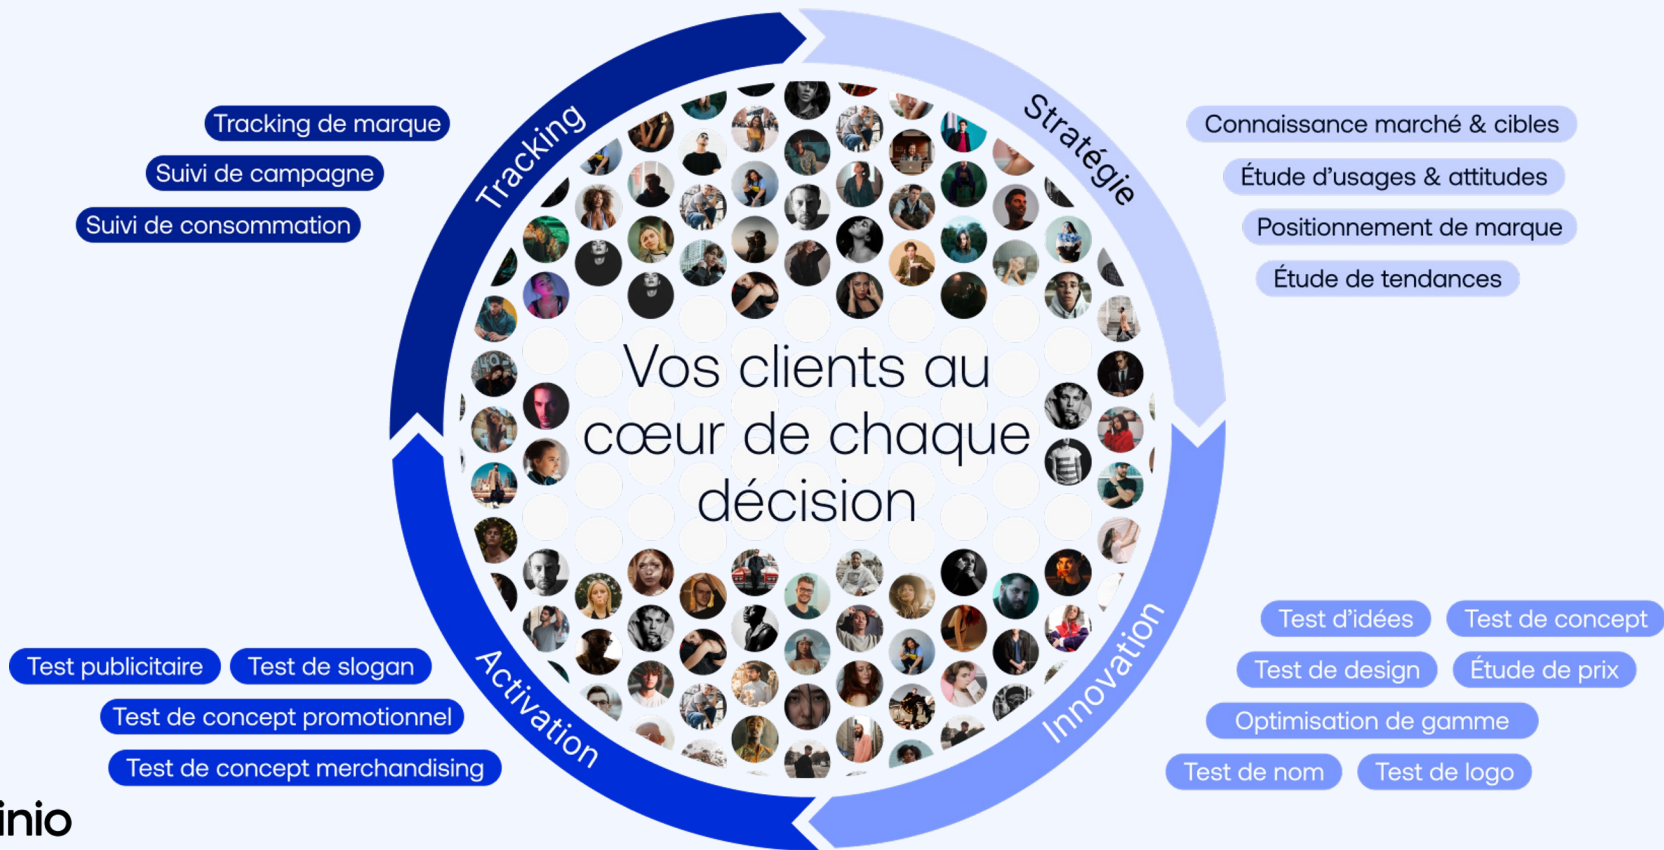 Tracking
Stratégie
Tracking de marque
Suivi de campagne
Suivi de consommation
Connaissance marché & cibles
Étude d’usages & attitudes
Positionnement de marque
Étude de tendances
Vos clients au
cœur de chaque
décision
Activation
Innovation
Test publicitaire
Test de slogan
Test de concept promotionnel
Test de concept merchandising
Test d’idées
Test de concept
Test de design
Étude de prix
Optimisation de gamme
Test de nom
Test de logo
inio